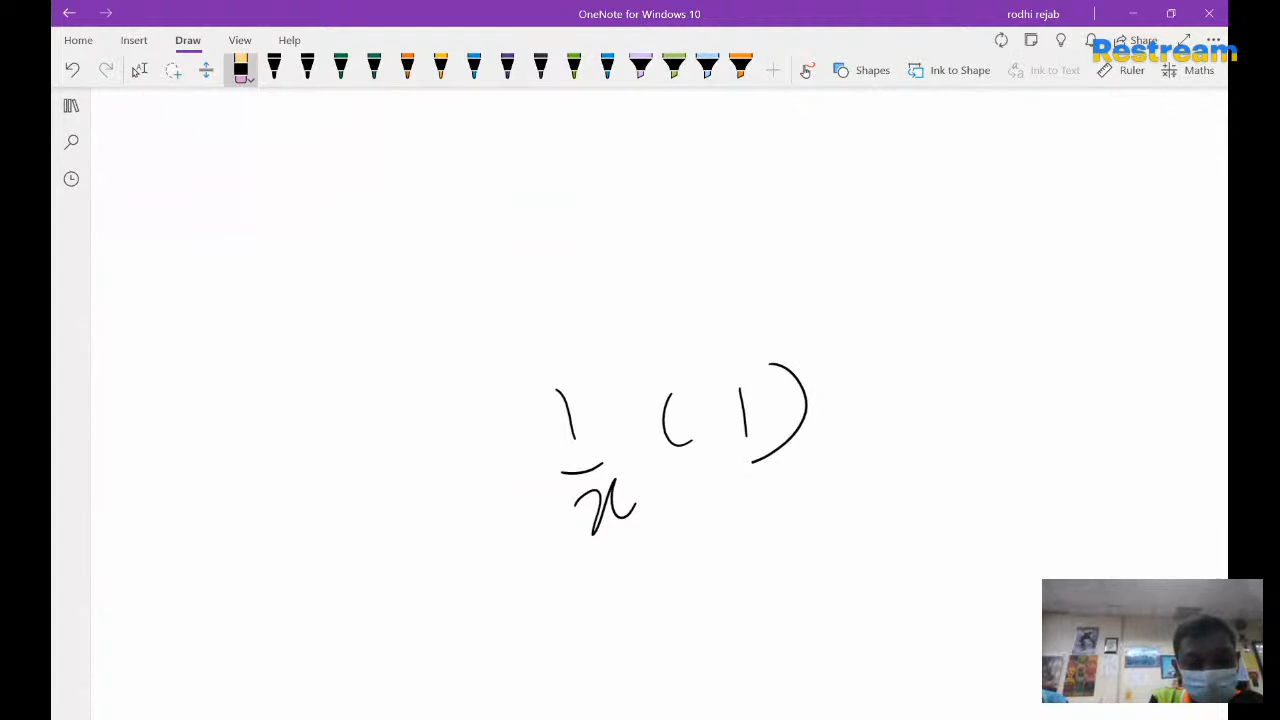 OneNote for Windows 10
rodhi rejab
Home Insert Draw View Help
Share
Restream
Shapes Ink to Shape Ink to Text Ruler Maths
1 ( 1 )
x